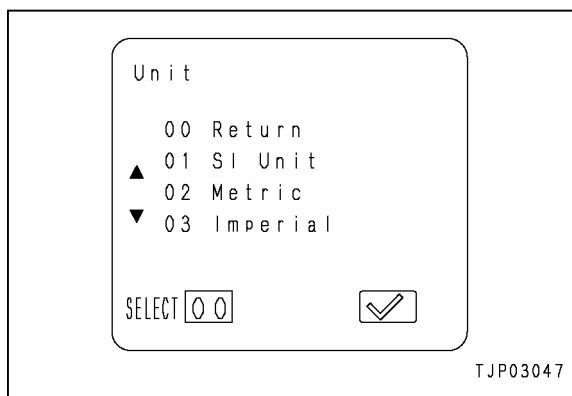 Unit
00 Return
01 SI Unit
02 Metric
03 Imperial
SELECT 00
TJP03047